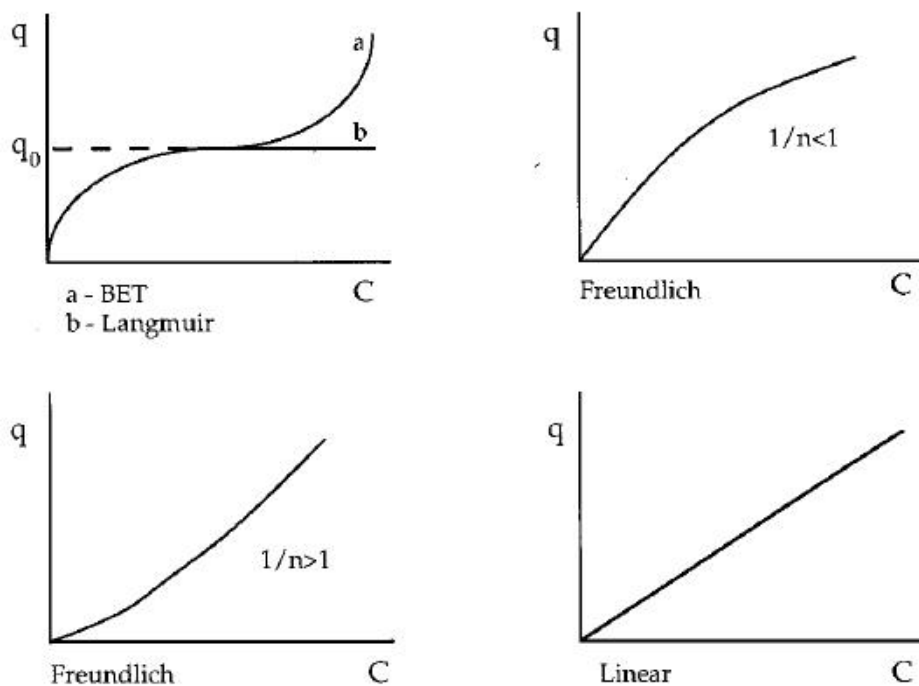 q
a
b
q₀
C
a - BET
b - Langmuir
q
1/n<1
C
Freundlich
q
1/n>1
C
Freundlich
q
C
Linear